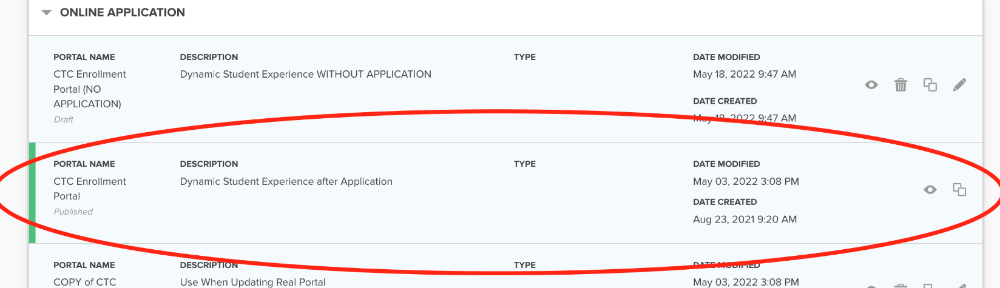 ONLINE APPLICATION
PORTAL NAME
CTC Enrollment
Portal (NO
APPLICATION)
Draft
DESCRIPTION
Dynamic Student Experience WITHOUT APPLICATION
TYPE
DATE MODIFIED
May 18, 2022 9:47 AM
DATE CREATED
May 18, 2022 9:47 AM
PORTAL NAME
CTC Enrollment
Portal
Published
DESCRIPTION
Dynamic Student Experience after Application
TYPE
DATE MODIFIED
May 03, 2022 3:08 PM
DATE CREATED
Aug 23, 2021 9:20 AM
PORTAL NAME
COPY of CTC
DESCRIPTION
Use When Updating Real Portal
TYPE
DATE MODIFIED
May 03, 2022 3:08 PM